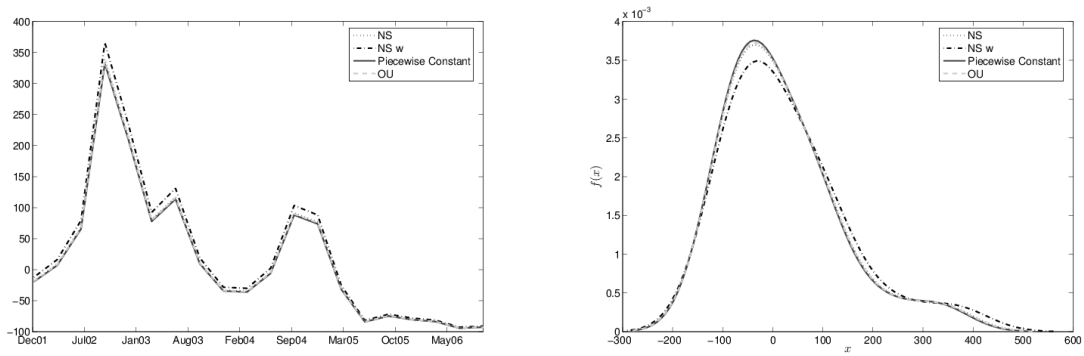 400
350
300
250
200
150
100
50
0
−50
−100
Dec01 Jul02 Jan03 Aug03 Feb04 Sep04 Mar05 Oct05 May06
NS
NS w
Piecewise Constant
OU
x 10⁻³
4
3.5
3
2.5
2
1.5
1
0.5
0
f(x)
−300 −200 −100 0 100 200 300 400 500 600
x
NS
NS w
Piecewise Constant
OU